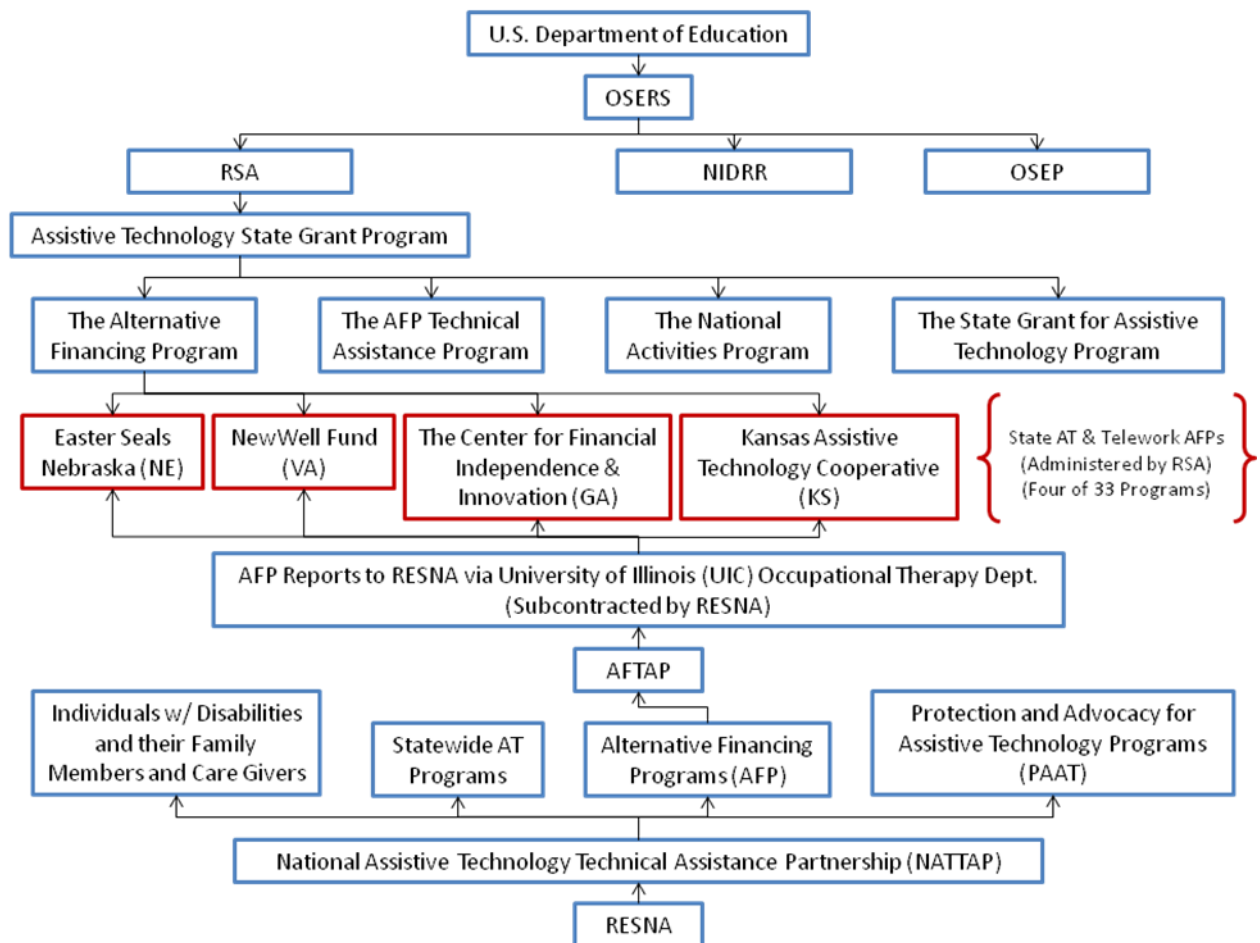 U.S. Department of Education
OSERS
RSA
NIDRR
OSEP
Assistive Technology State Grant Program
The Alternative
Financing Program
The AFP Technical
Assistance Program
The National
Activities Program
The State Grant for Assistive
Technology Program
Easter Seals
Nebraska (NE)
NewWell Fund
(VA)
The Center for Financial
Independence &
Innovation (GA)
Kansas Assistive
Technology Cooperative
(KS)
State AT & Telework AFPs
(Administered by RSA)
(Four of 33 Programs)
AFP Reports to RESNA via University of Illinois (UIC) Occupational Therapy Dept.
(Subcontracted by RESNA)
AFTAP
Individuals w/ Disabilities
and their Family
Members and Care Givers
Statewide AT
Programs
Alternative Financing
Programs (AFP)
Protection and Advocacy for
Assistive Technology Programs
(PAAT)
National Assistive Technology Technical Assistance Partnership (NATTAP)
RESNA